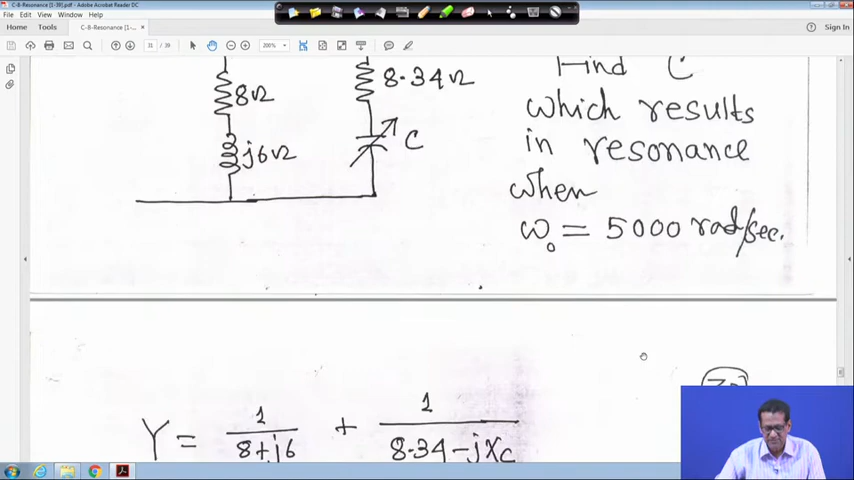 C-8-Resonance [1-39].pdf - Adobe Acrobat Reader DC
File Edit View Window Help
Home Tools C-8-Resonance [1-3... × Sign In
31 / 39 200%
8Ω
j6Ω
8.34Ω
C
Find C
which results
in resonance
when
ω₀ = 5000 rad/sec.
Y = 1/(8+j6) + 1/(8.34-jXc)